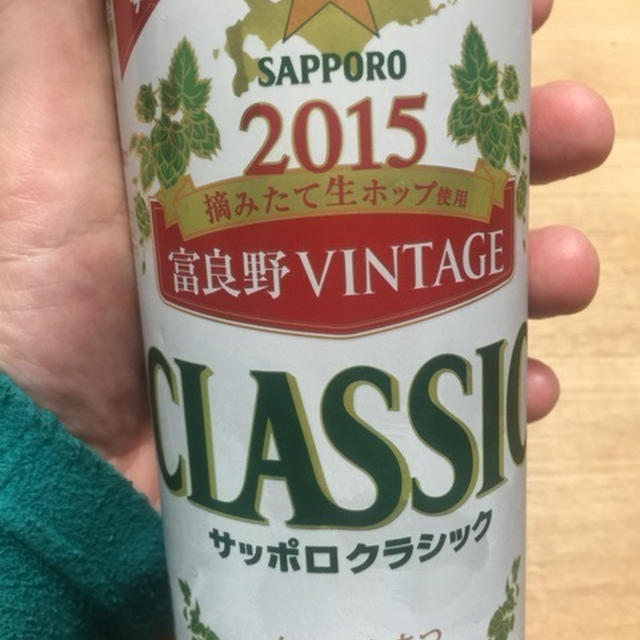 SAPPORO
2015
摘みたて生ホップ使用
富良野VINTAGE
CLASSIC
サッポロクラシック